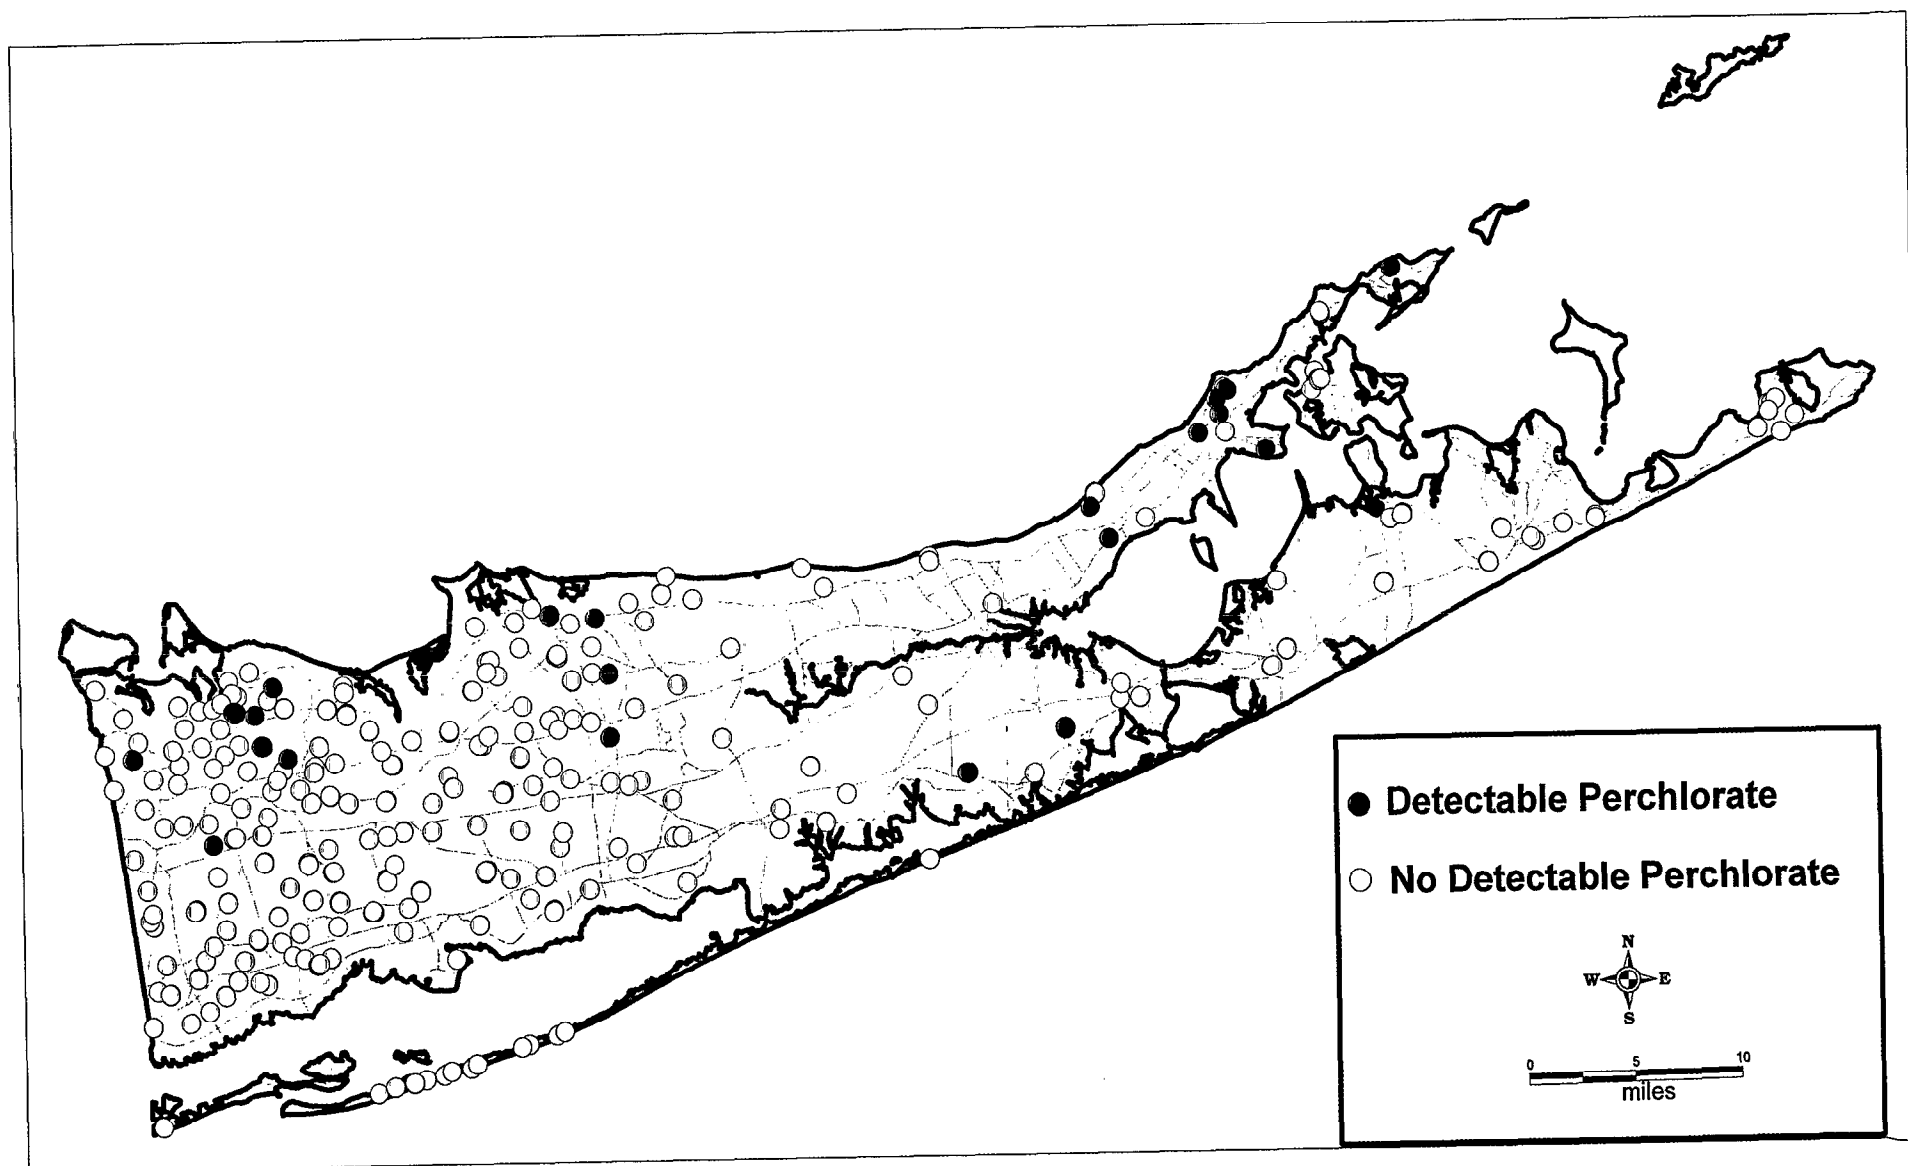 Detectable Perchlorate
No Detectable Perchlorate
N
W E
S
0 5 10
miles